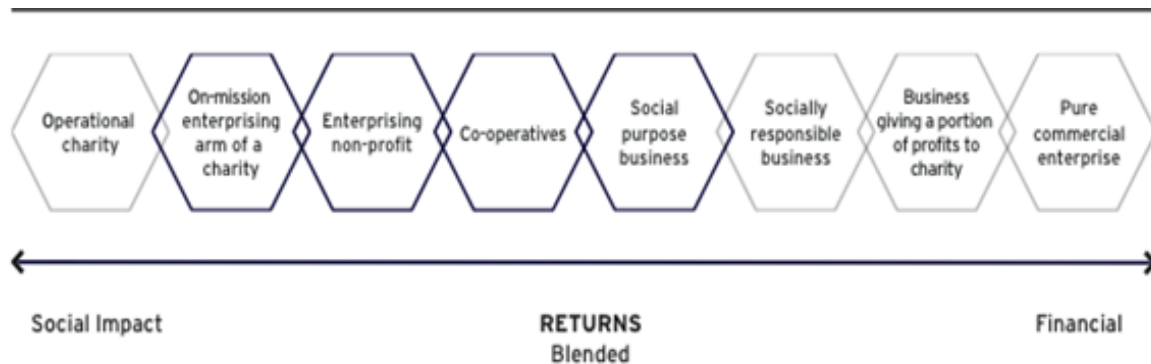 Operational
charity
On-mission
enterprising
arm of a
charity
Enterprising
non-profit
Co-operatives
Social
purpose
business
Socially
responsible
business
Business
giving a portion
of profits to
charity
Pure
commercial
enterprise
Social Impact
RETURNS
Blended
Financial